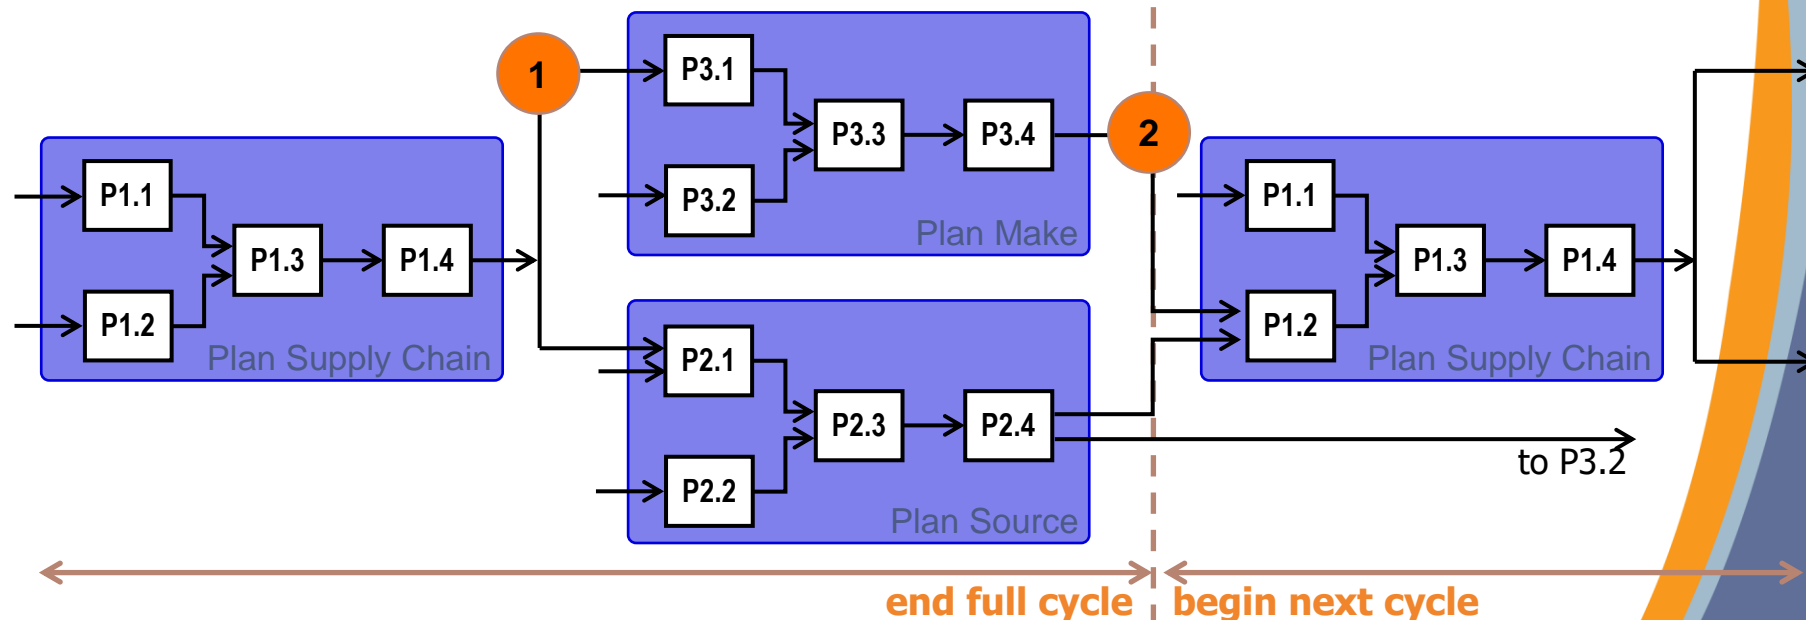 1
P3.1
P3.3
P3.4
P3.2
Plan Make
2
P1.1
P1.3
P1.4
P1.2
Plan Supply Chain
P2.1
P2.3
P2.4
P2.2
Plan Source
P1.1
P1.3
P1.4
P1.2
Plan Supply Chain
to P3.2
end full cycle
begin next cycle